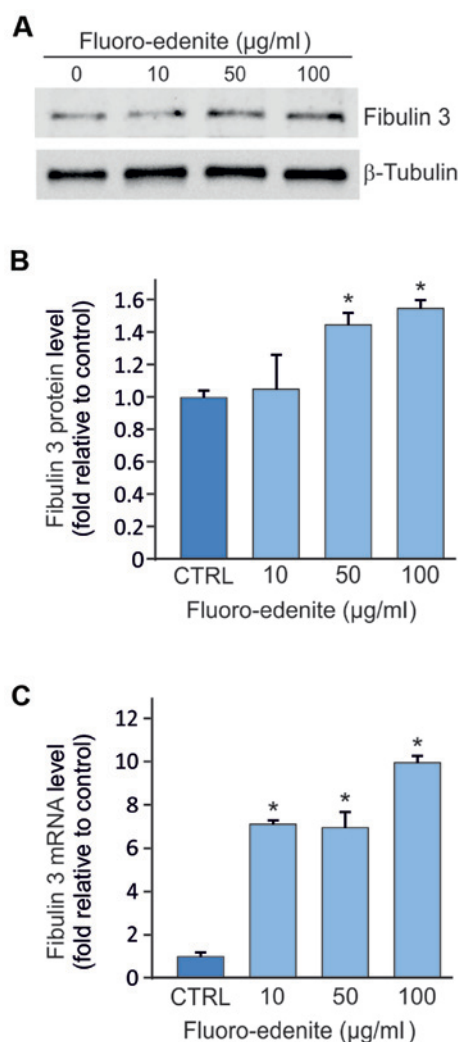 A
Fluoro-edenite (µg/ml)
0 10 50 100
Fibulin 3
β-Tubulin
B
Fibulin 3 protein level
(fold relative to control)
1.6
1.4
1.2
1.0
0.8
0.6
0.4
0.2
0
* *
CTRL 10 50 100
Fluoro-edenite (µg/ml)
C
Fibulin 3 mRNA level
(fold relative to control)
12
10
8
6
4
2
0
* * *
CTRL 10 50 100
Fluoro-edenite (µg/ml)